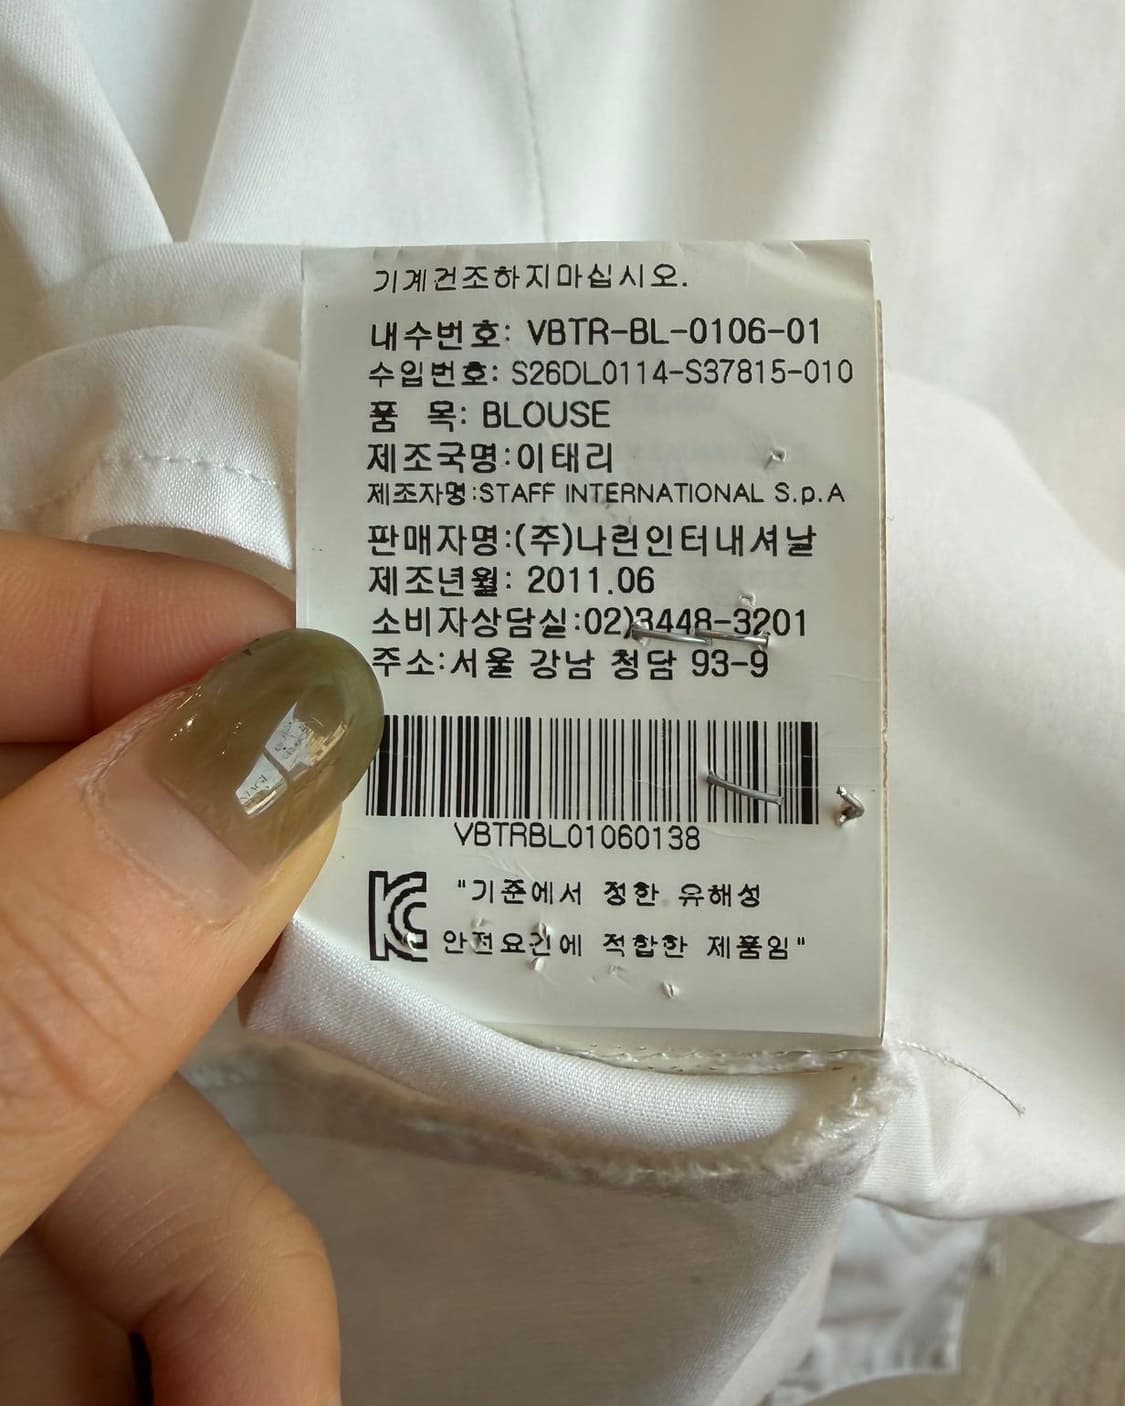 기계건조하지마십시오.
내수번호: VBTR-BL-0106-01
수입번호: S26DL0114-S37815-010
품 목: BLOUSE
제조국명:이태리
제조자명:STAFF INTERNATIONAL S.p.A
판매자명:(주)나린인터내셔날
제조년월: 2011.06
소비자상담실:02)3448-3201
주소:서울 강남 청담 93-9
VBTRBL01060138
"기준에서 정한 유해성
안전요건에 적합한 제품임"